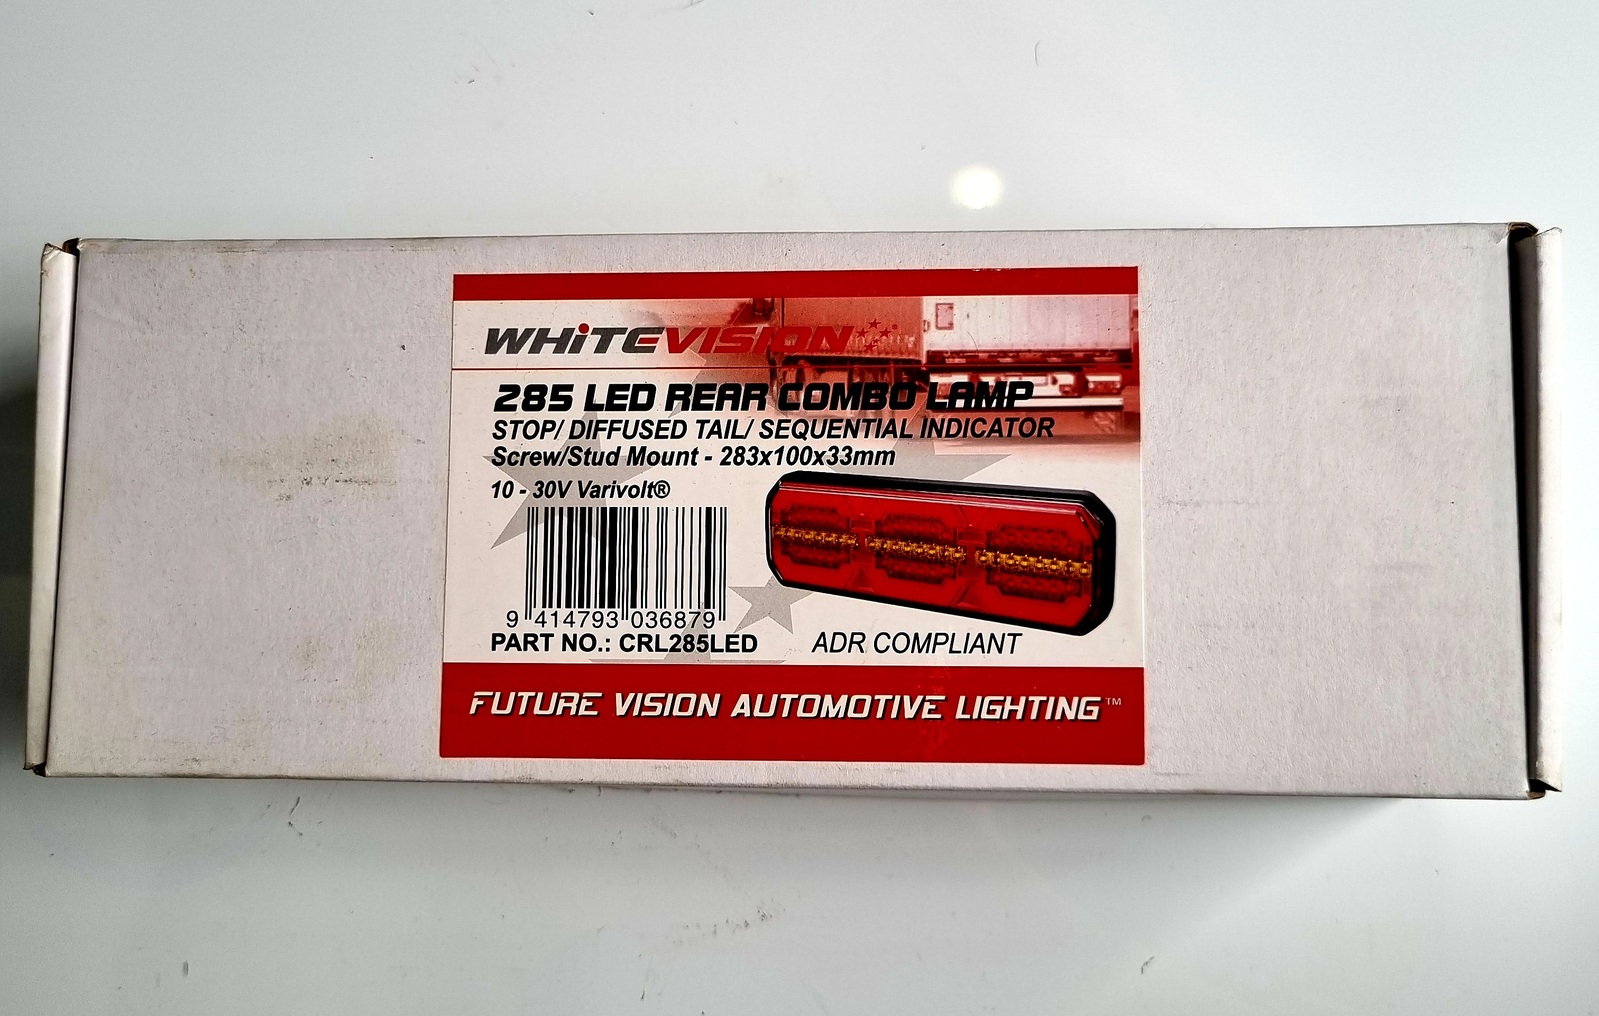 WHiTEVISION
285 LED REAR COMBO LAMP
STOP/ DIFFUSED TAIL/ SEQUENTIAL INDICATOR
Screw/Stud Mount - 283x100x33mm
10 - 30V Varivolt®
9 414793 036879
PART NO.: CRL285LED
ADR COMPLIANT
FUTURE VISION AUTOMOTIVE LIGHTING™